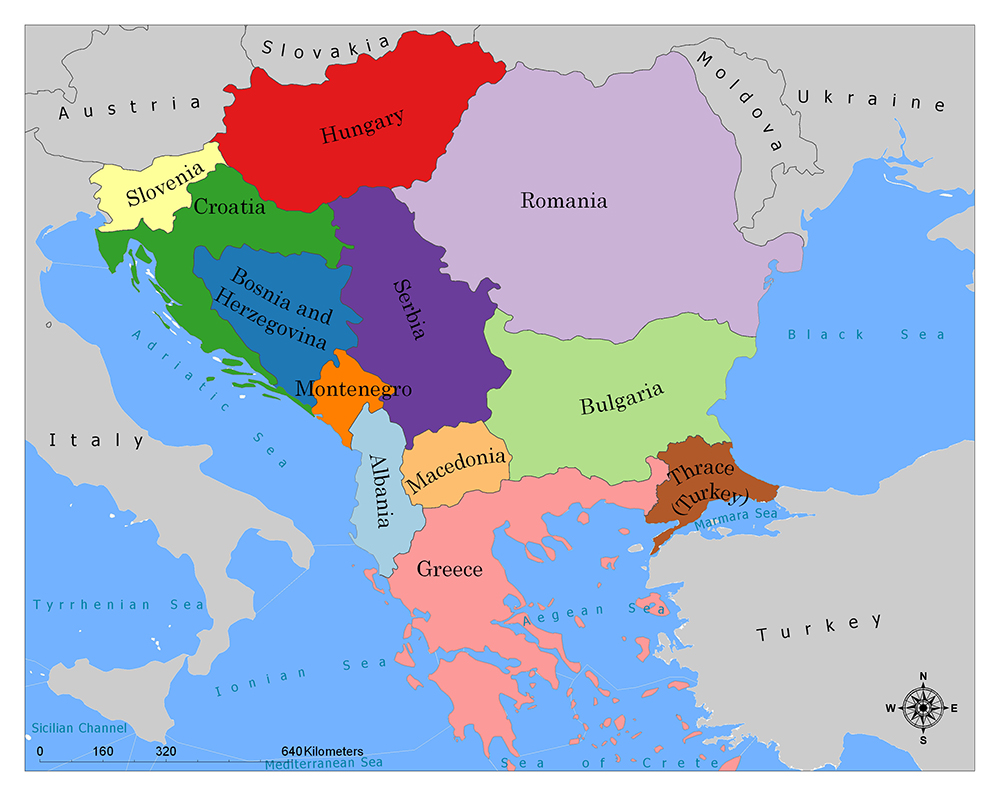 Slovakia
Austria
Moldova
Ukraine
Hungary
Slovenia
Croatia
Romania
Bosnia and
Herzegovina
Serbia
Black Sea
Adriatic Sea
Montenegro
Bulgaria
Italy
Albania
Macedonia
Thrace
(Turkey)
Marmara Sea
Greece
Tyrrhenian Sea
Aegean Sea
Turkey
Ionian Sea
N
W
E
S
Sicilian Channel
0 160 320 640 Kilometers
Mediterranean Sea
Sea of Crete